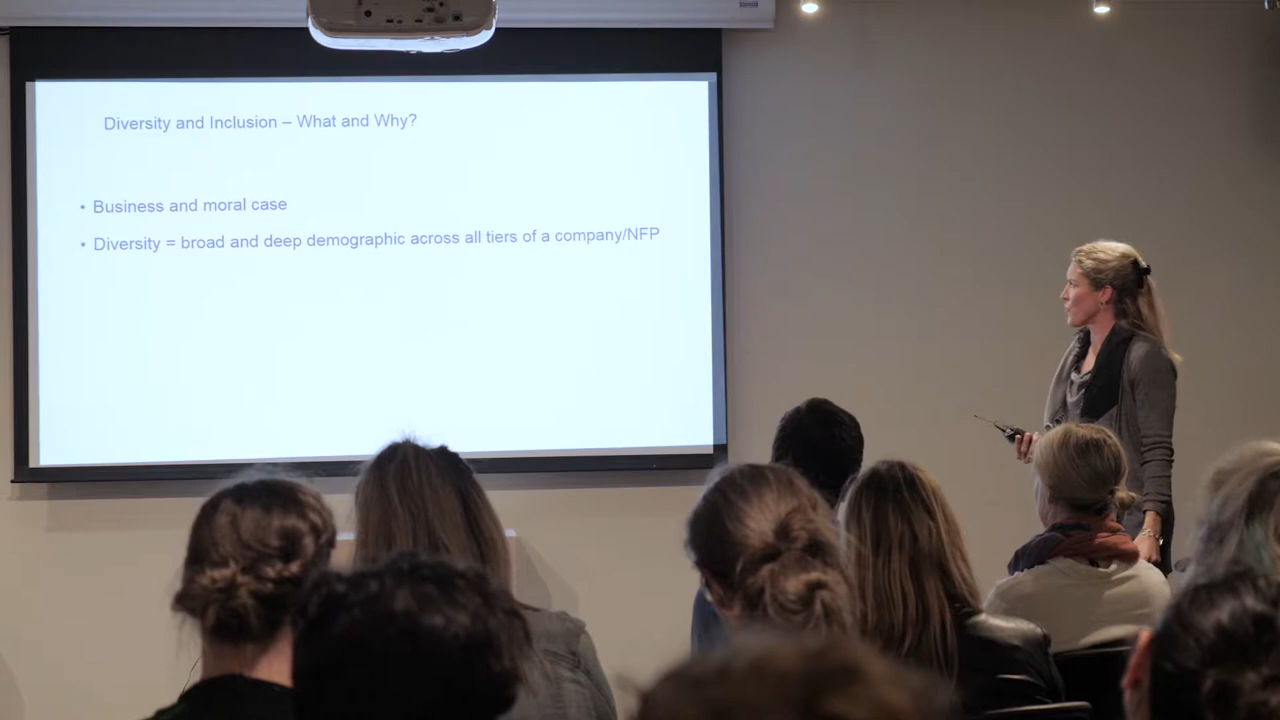 Diversity and Inclusion – What and Why?
• Business and moral case
• Diversity = broad and deep demographic across all tiers of a company/NFP